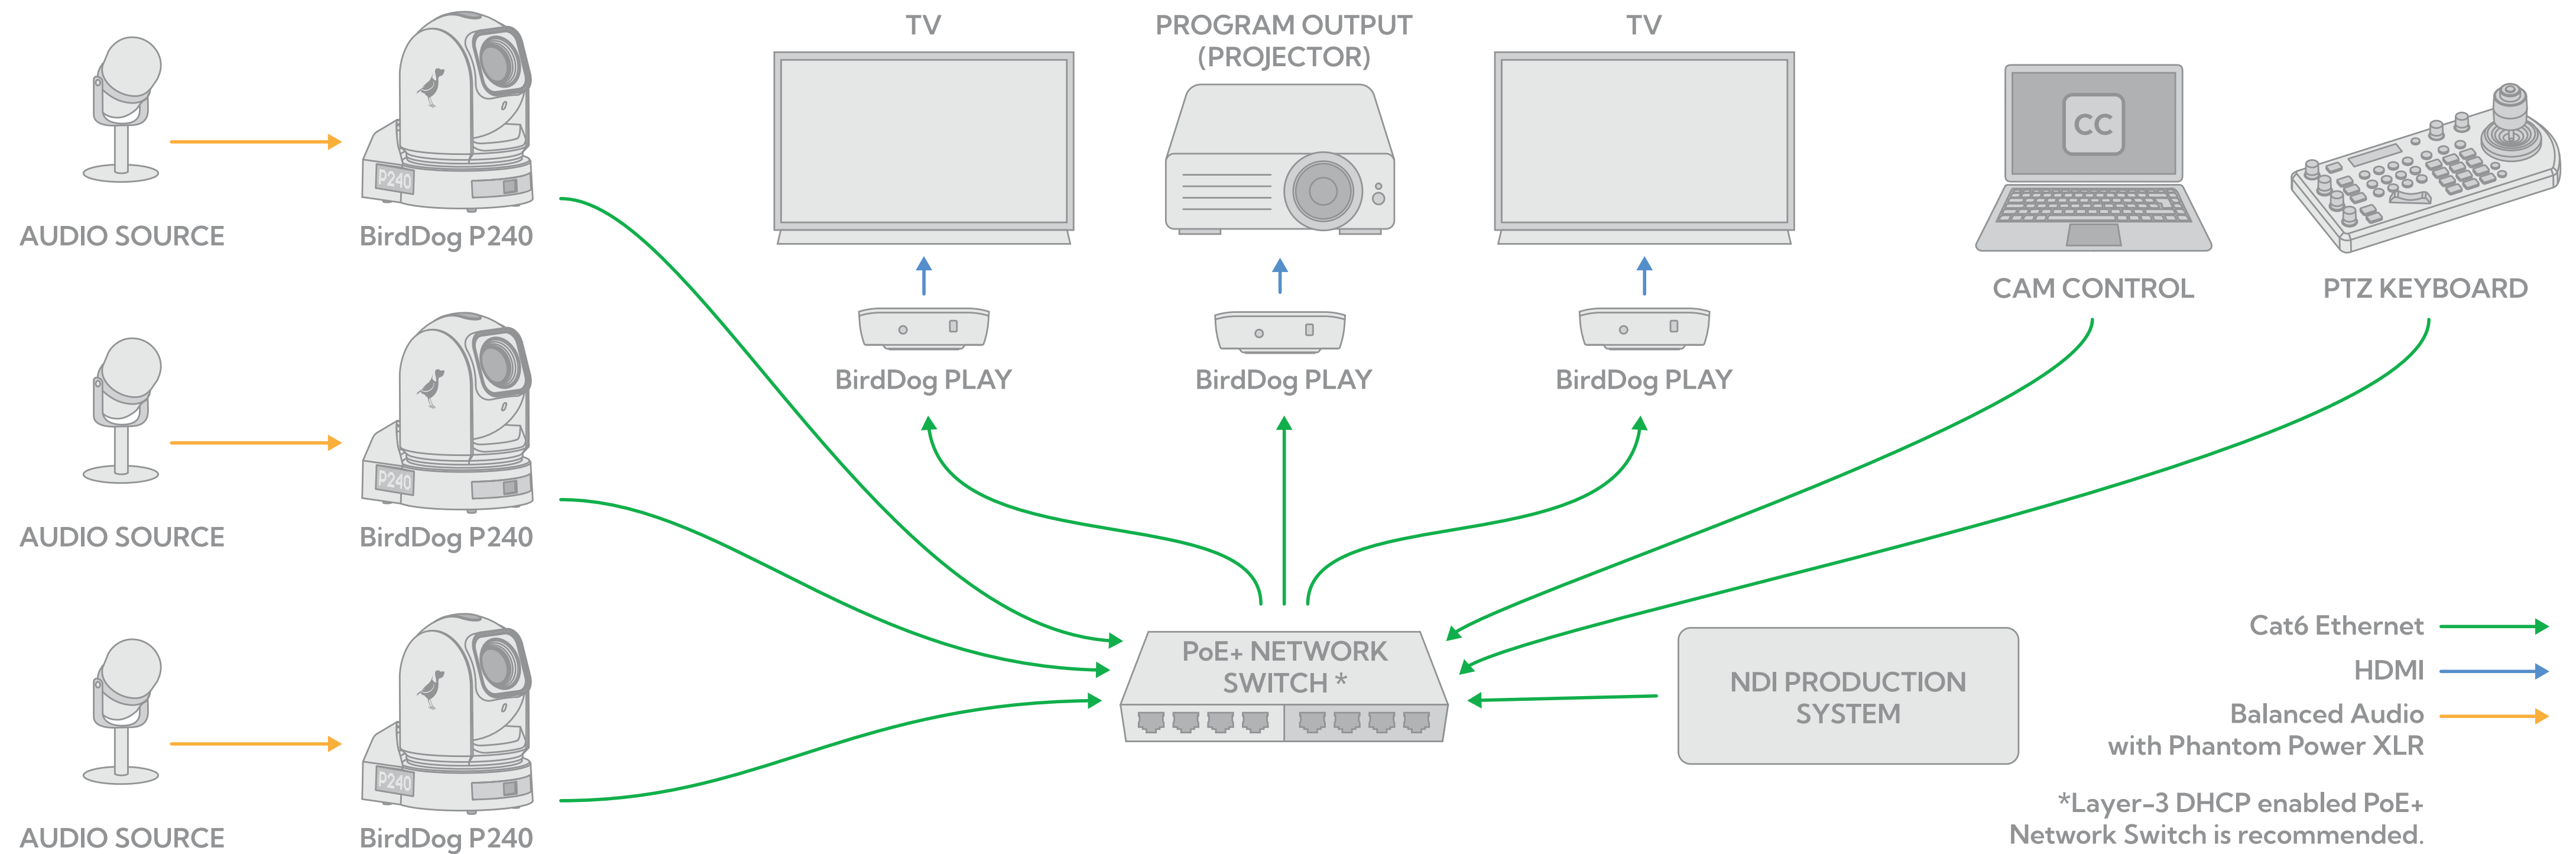 AUDIO SOURCE
P240
BirdDog P240
AUDIO SOURCE
P240
BirdDog P240
AUDIO SOURCE
P240
BirdDog P240
TV
BirdDog PLAY
PROGRAM OUTPUT
(PROJECTOR)
BirdDog PLAY
TV
BirdDog PLAY
CC
CAM CONTROL
PTZ KEYBOARD
PoE+ NETWORK
SWITCH *
NDI PRODUCTION
SYSTEM
Cat6 Ethernet
HDMI
Balanced Audio
with Phantom Power XLR
*Layer-3 DHCP enabled PoE+
Network Switch is recommended.